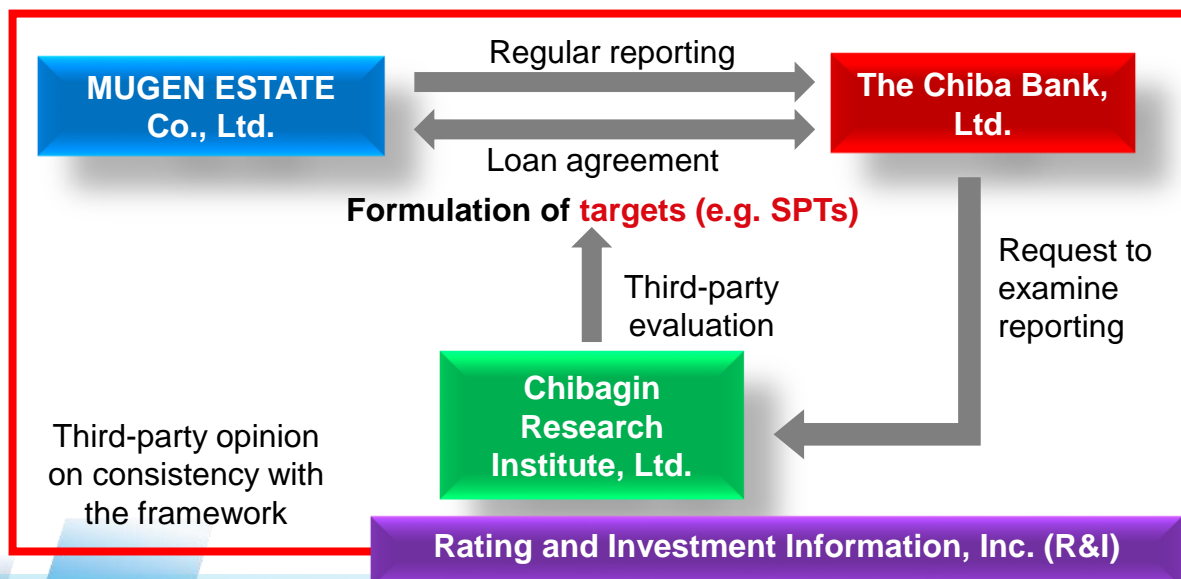 Regular reporting
MUGEN ESTATE
Co., Ltd.
The Chiba Bank,
Ltd.
Loan agreement
Formulation of targets (e.g. SPTs)
Third-party
evaluation
Request to
examine
reporting
Chibagin
Research
Institute, Ltd.
Third-party opinion
on consistency with
the framework
Rating and Investment Information, Inc. (R&I)